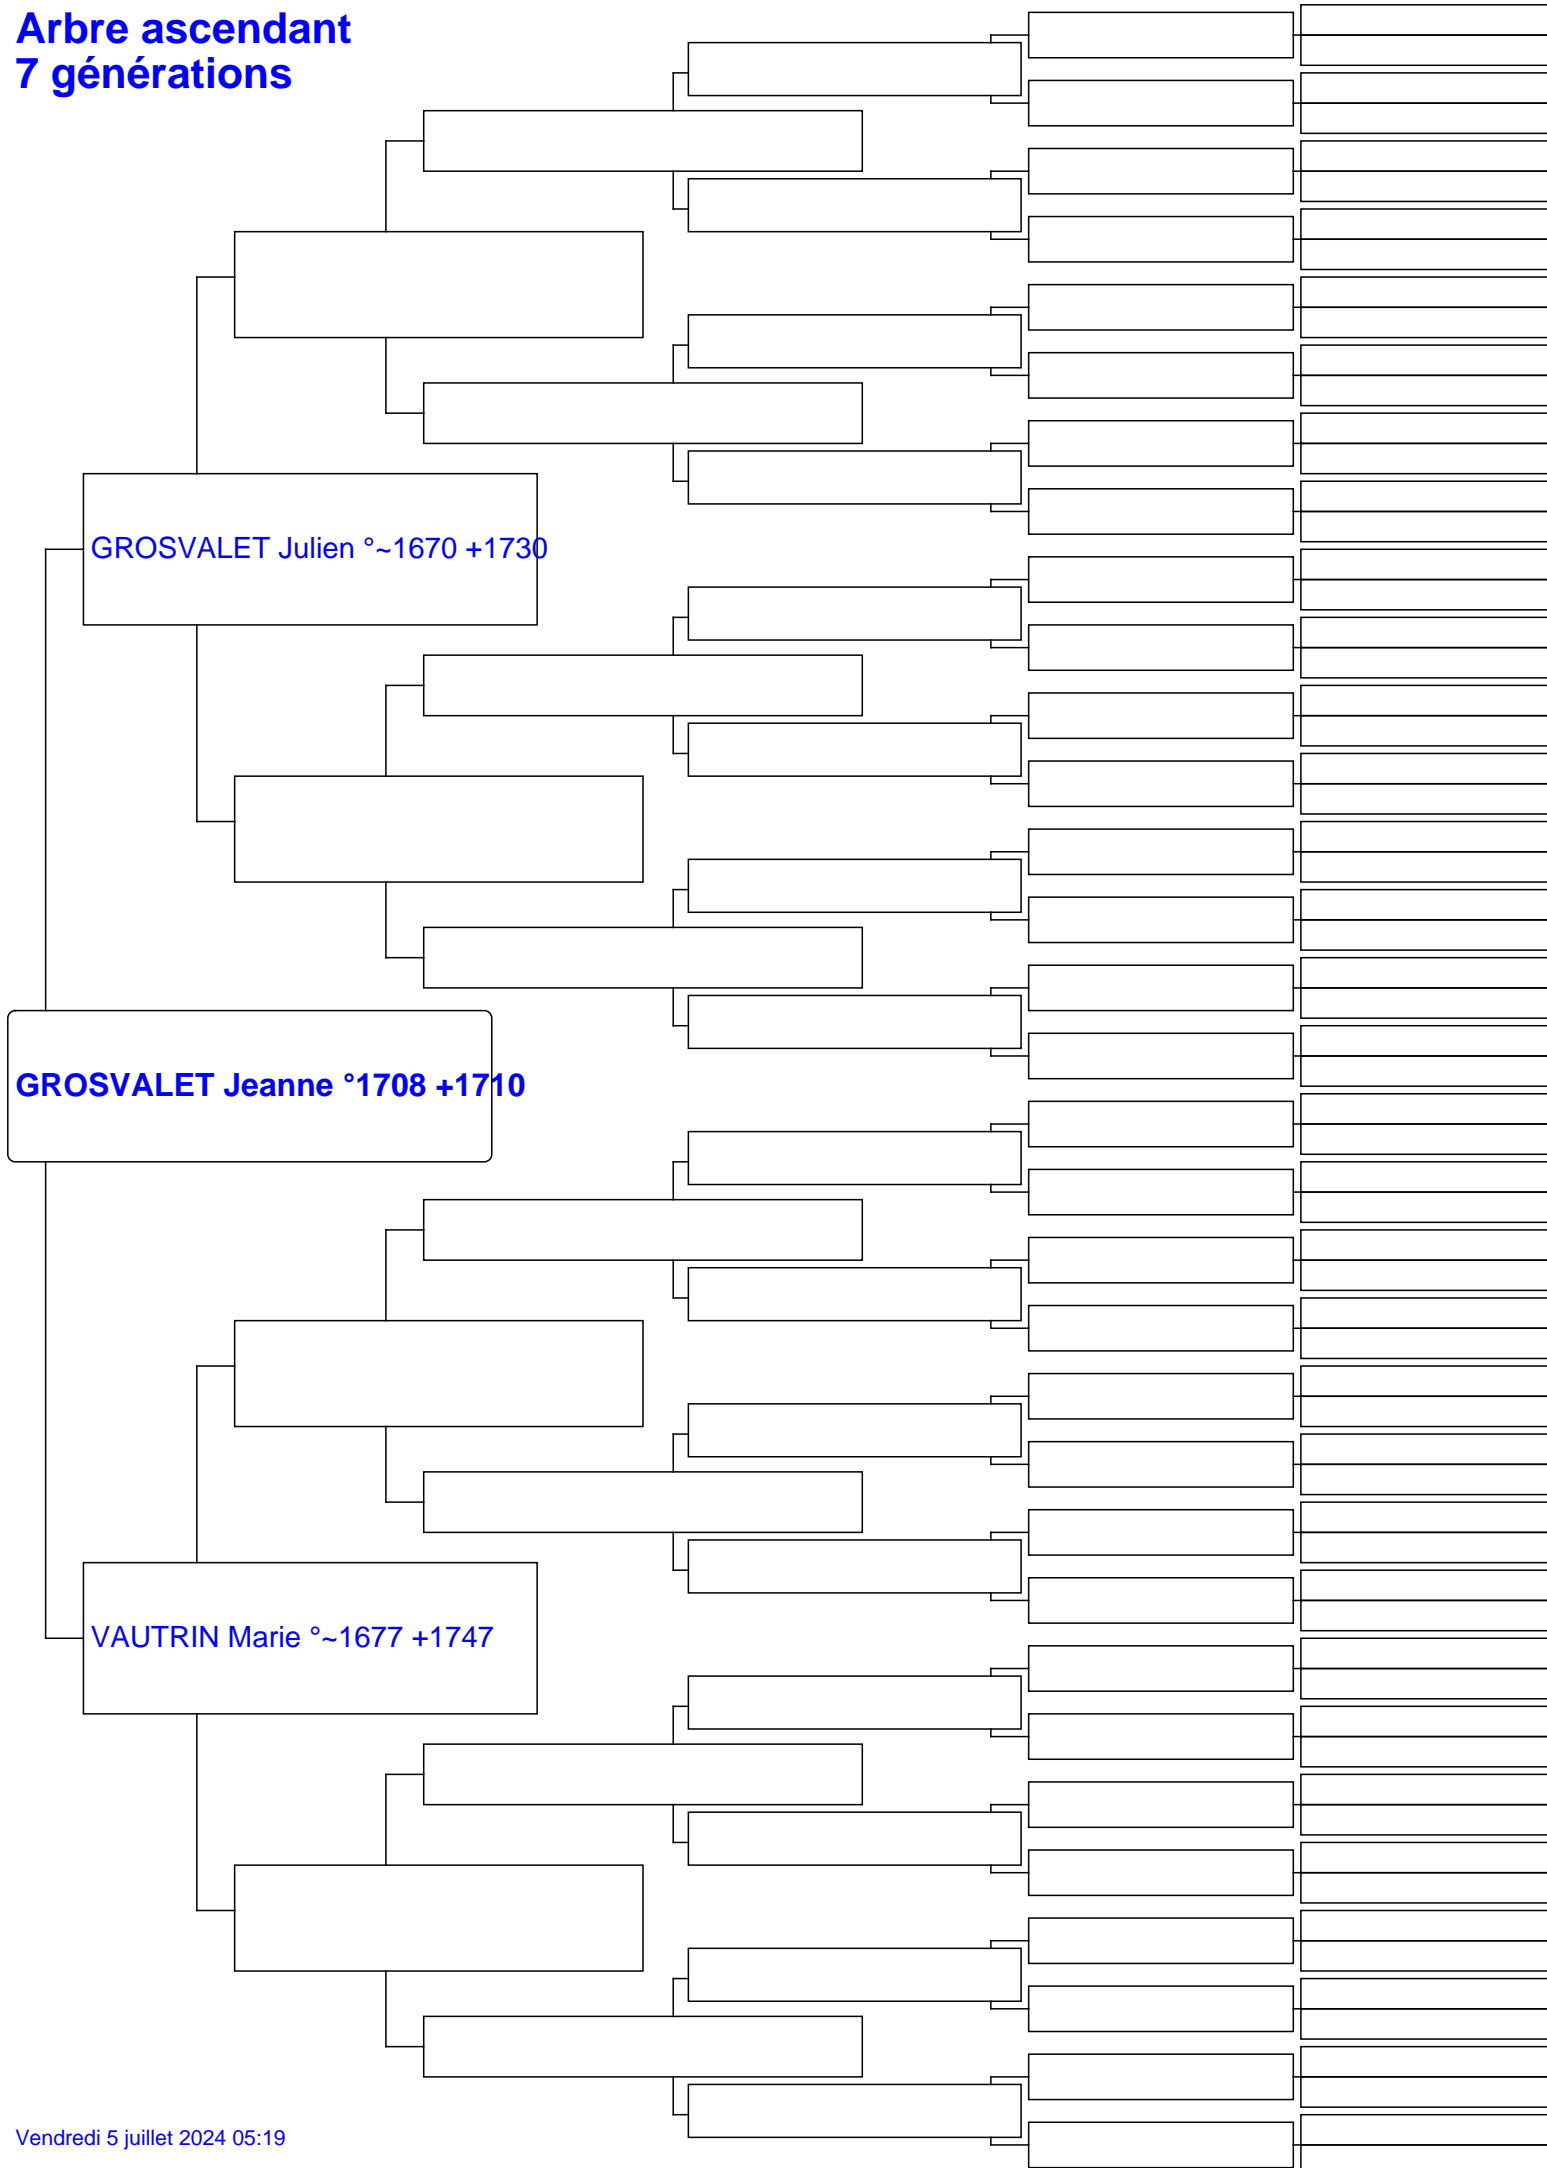 Arbre ascendant
7 générations
GROSVALET Julien °~1670 +1730
GROSVALET Jeanne °1708 +1710
VAUTRIN Marie °~1677 +1747
Vendredi 5 juillet 2024 05:19